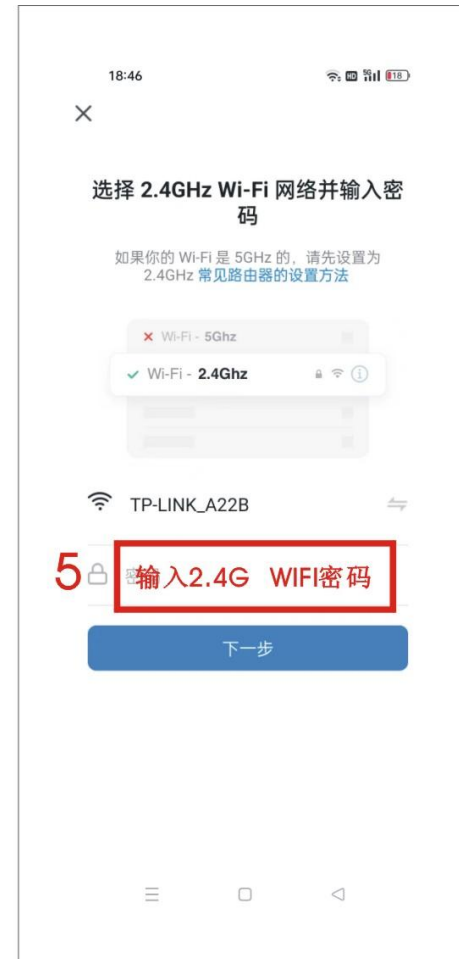 18:46
HD 5G 18
选择 2.4GHz Wi-Fi 网络并输入密
码
如果你的 Wi-Fi 是 5GHz 的，请先设置为
2.4GHz 常见路由器的设置方法
Wi-Fi - 5Ghz
Wi-Fi - 2.4Ghz
TP-LINK_A22B
5 输入2.4G WIFI密码
下一步